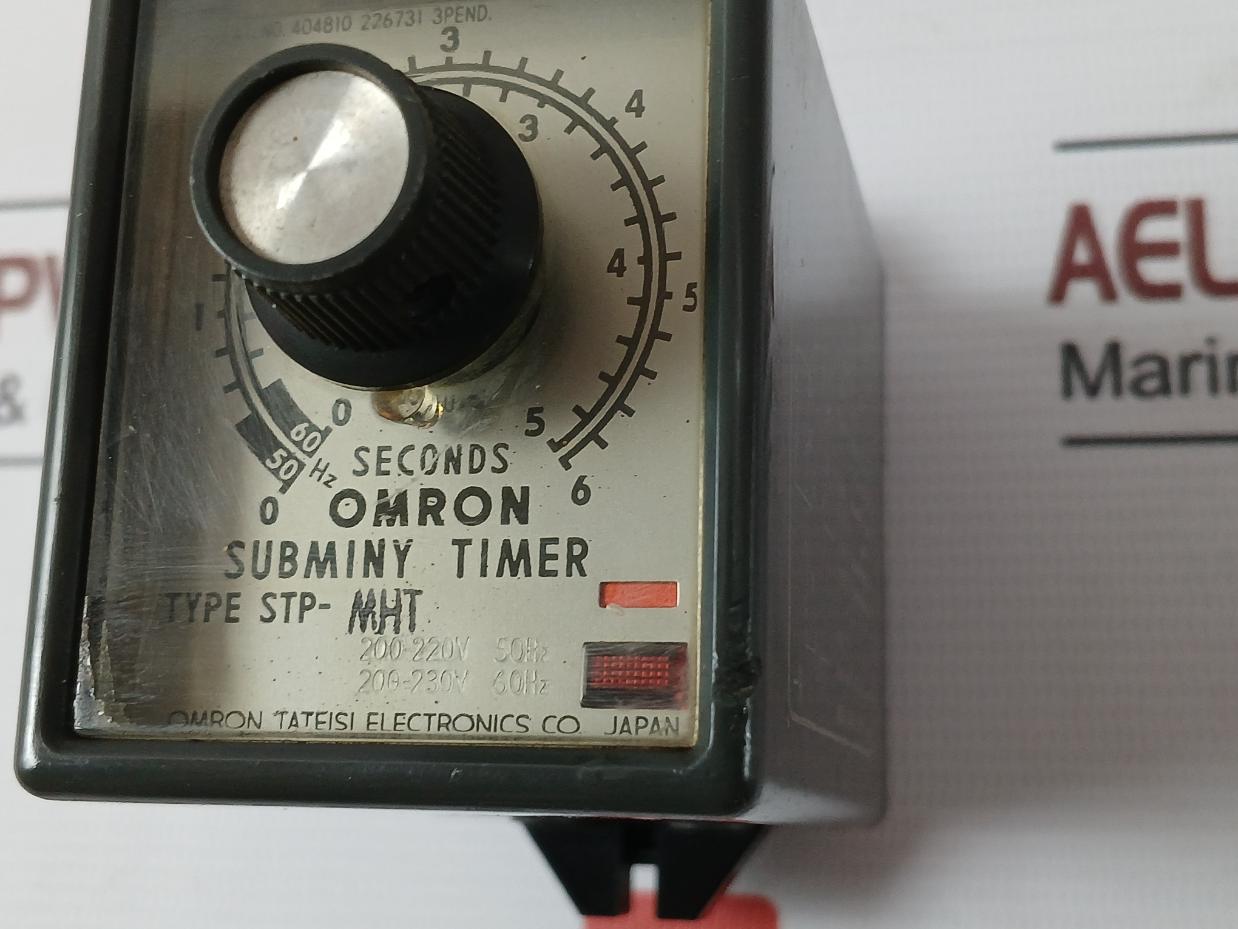 NO. 404810 226731 3PEND.
3
4
3
4
5
1
0
5
60
50
Hz
SECONDS
0
6
OMRON
SUBMINY TIMER
TYPE STP- MHT
200-220V 50Hz
200-230V 60Hz
OMRON TATEISI ELECTRONICS CO. JAPAN
&
AEL
Marin